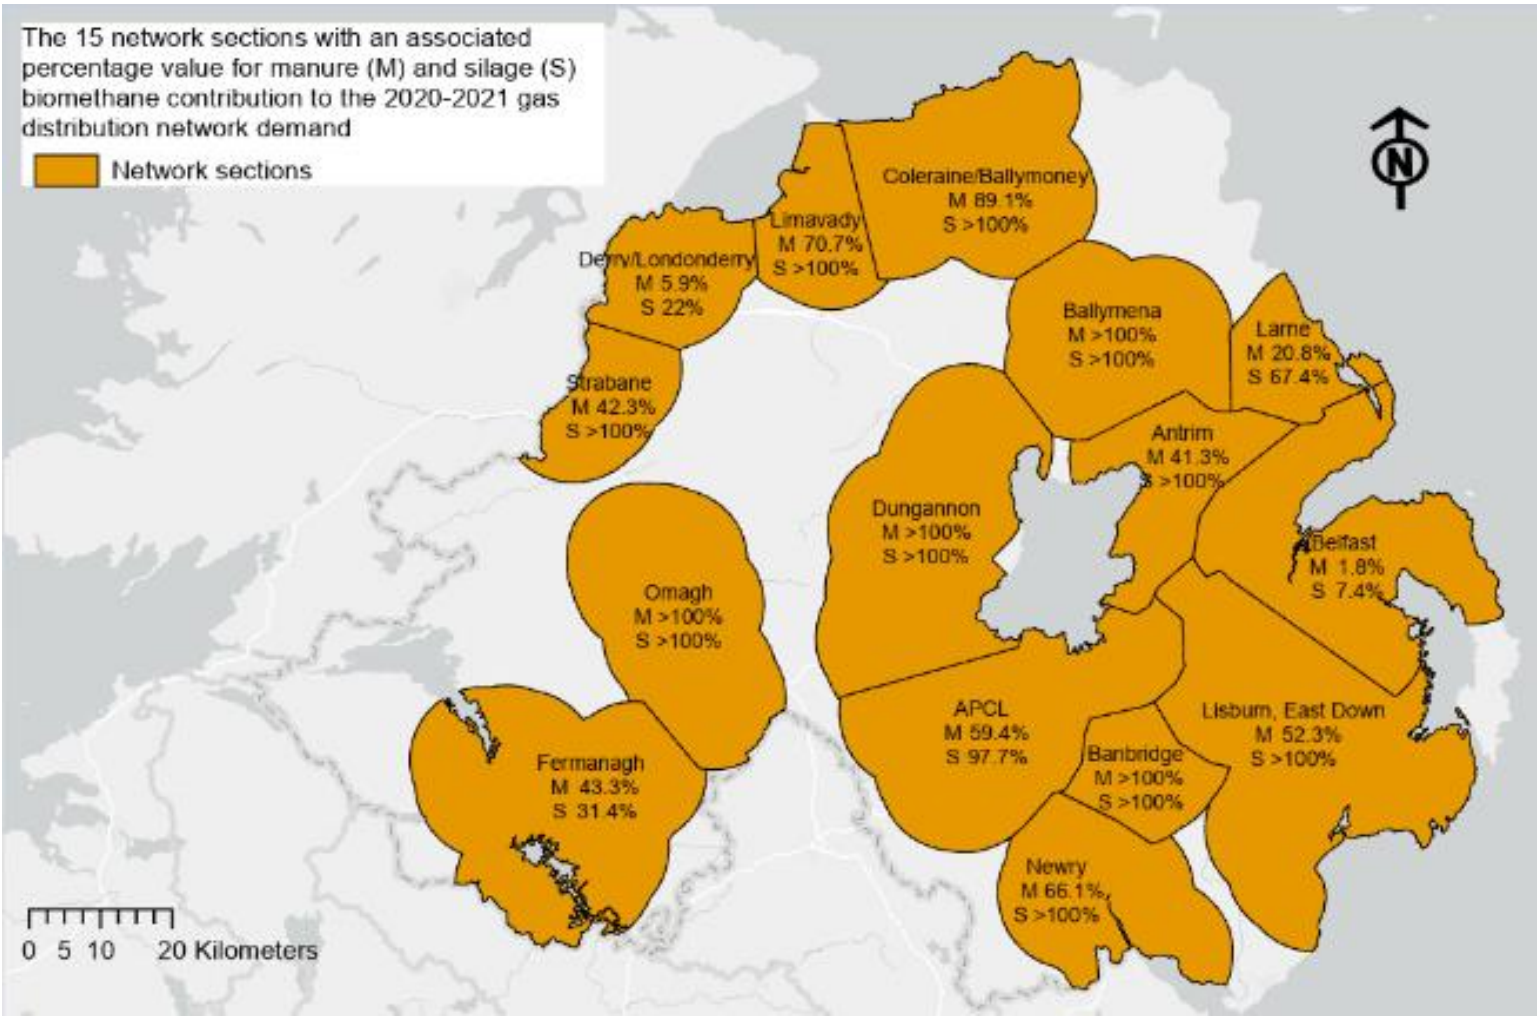 The 15 network sections with an associated
percentage value for manure (M) and silage (S)
biomethane contribution to the 2020-2021 gas
distribution network demand
Network sections
N
Coleraine/Ballymoney
M 89.1%
S >100%
Limavady
M 70.7%
S >100%
Derry/Londonderry
M 5.9%
S 22%
Strabane
M 42.3%
S >100%
Ballymena
M >100%
S >100%
Larne
M 20.8%
S 67.4%
Antrim
M 41.3%
S >100%
Dungannon
M >100%
S >100%
Belfast
M 1.8%
S 7.4%
Omagh
M >100%
S >100%
APCL
M 59.4%
S 97.7%
Lisburn, East Down
M 52.3%
S >100%
Banbridge
M >100%
S >100%
Fermanagh
M 43.3%
S 31.4%
Newry
M 66.1%
S >100%
0 5 10 20 Kilometers